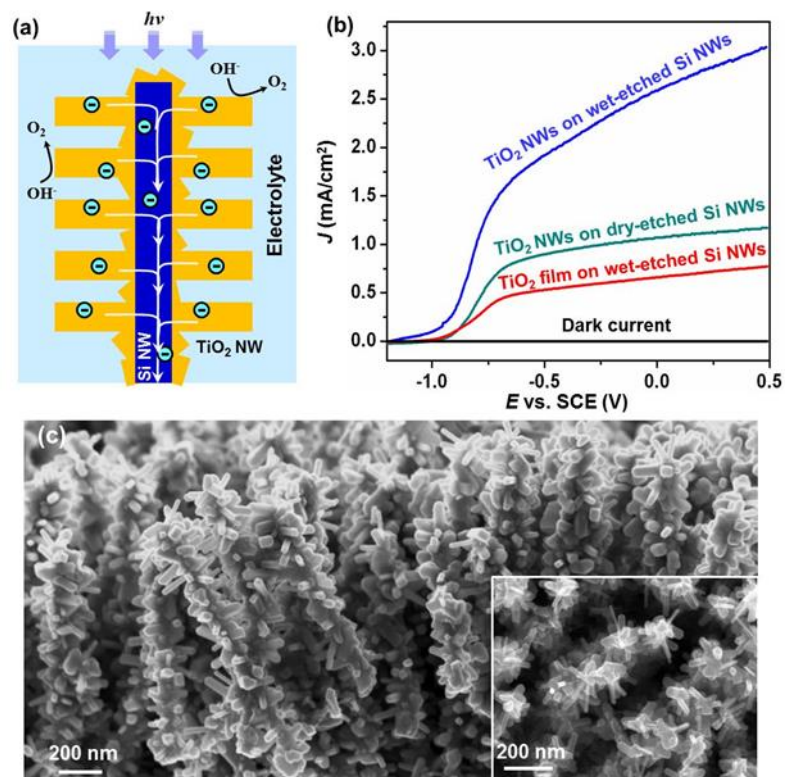 (a)
hν
OH⁻
O₂
O₂
OH⁻
Electrolyte
Si NW
TiO₂ NW
(b)
3.0
2.5
2.0
1.5
1.0
0.5
0.0
J (mA/cm²)
TiO₂ NWs on wet-etched Si NWs
TiO₂ NWs on dry-etched Si NWs
TiO₂ film on wet-etched Si NWs
Dark current
-1.0 -0.5 0.0 0.5
E vs. SCE (V)
(c)
200 nm
200 nm